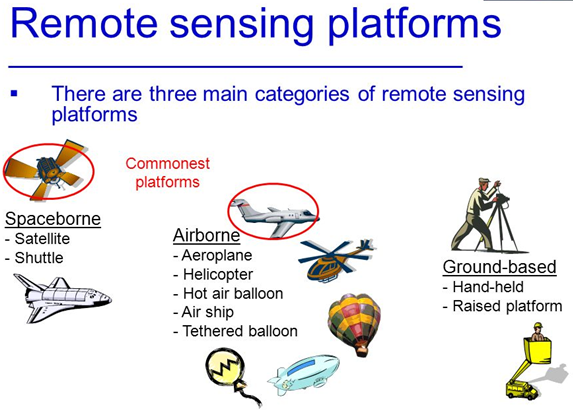 Remote sensing platforms
▪ There are three main categories of remote sensing
platforms
Commonest
platforms
Spaceborne
- Satellite
- Shuttle
Airborne
- Aeroplane
- Helicopter
- Hot air balloon
- Air ship
- Tethered balloon
Ground-based
- Hand-held
- Raised platform